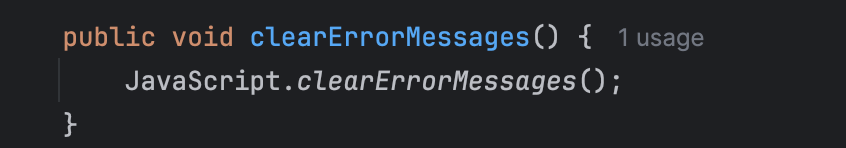 public void clearErrorMessages() { 1 usage
JavaScript.clearErrorMessages();
}